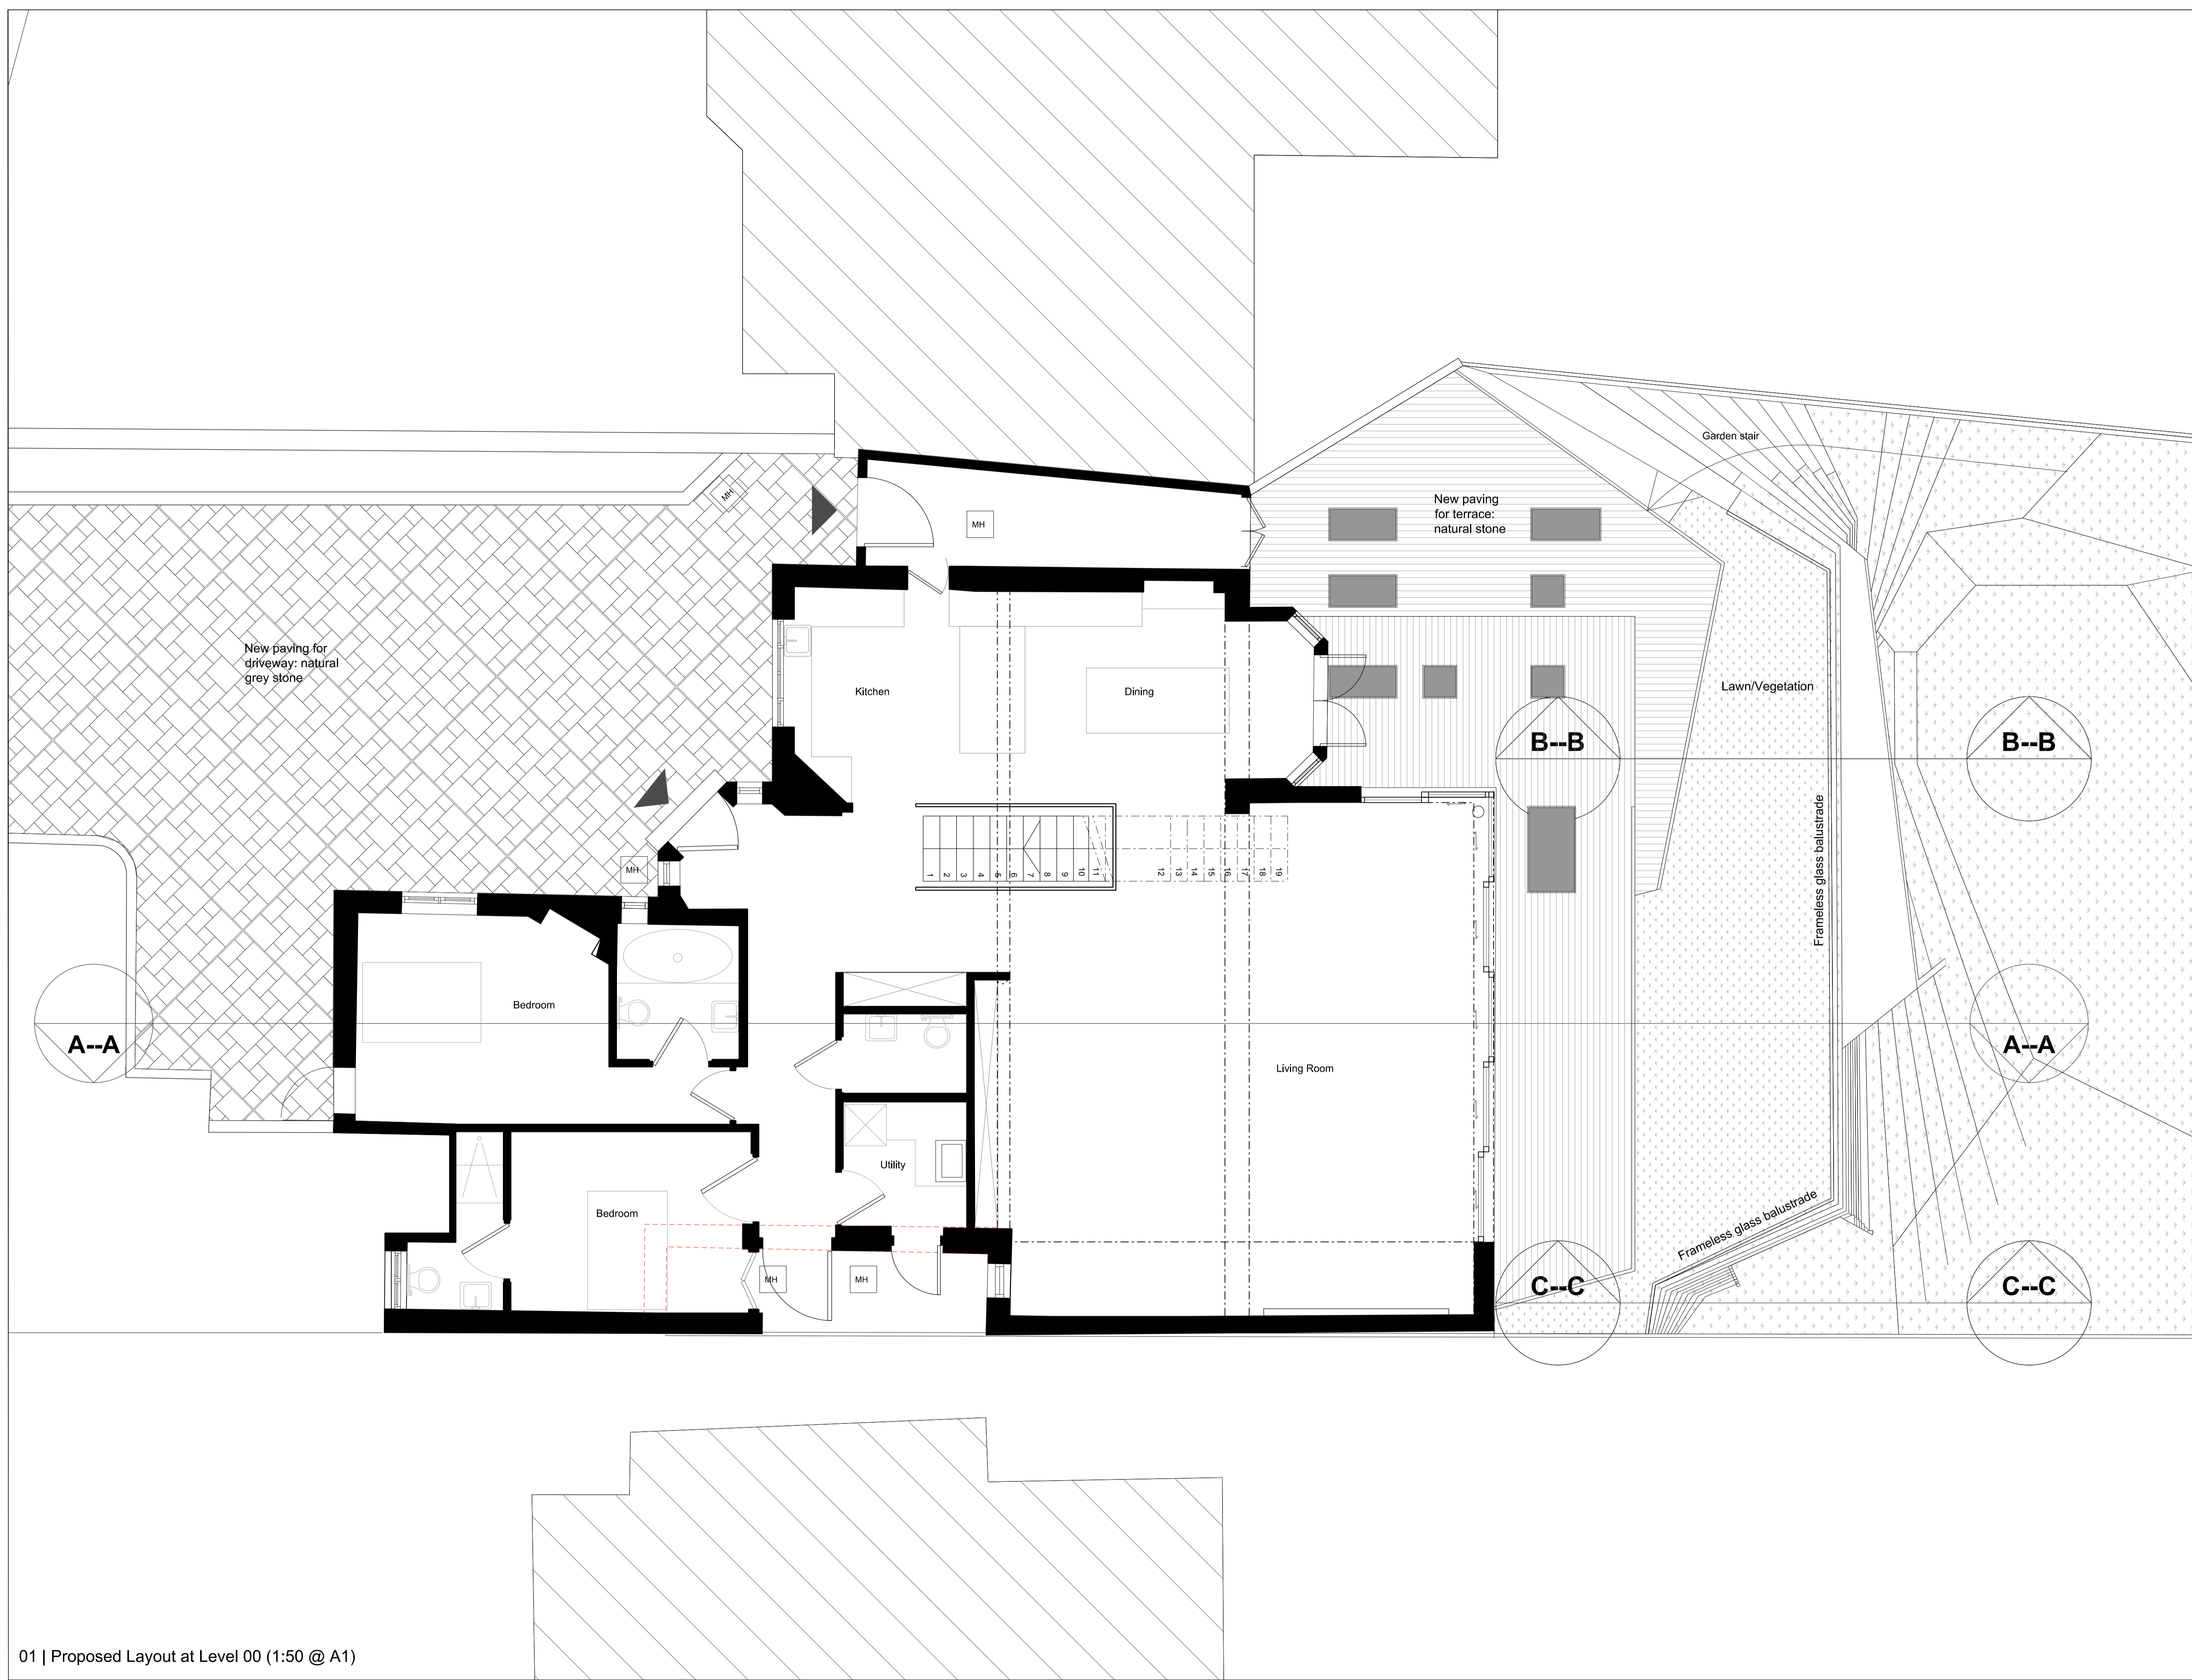 Garden stair
MH
New paving
for terrace:
natural stone
MH
New paving for
driveway: natural
grey stone
Kitchen
Dining
Lawn/Vegetation
B--B
B--B
MH
1
2
3
4
5
6
7
8
9
10
11
12
13
14
15
16
17
18
19
Frameless glass balustrade
Bedroom
A--A
A--A
Living Room
Utility
Bedroom
Frameless glass balustrade
MH
MH
C--C
C--C
01 | Proposed Layout at Level 00 (1:50 @ A1)